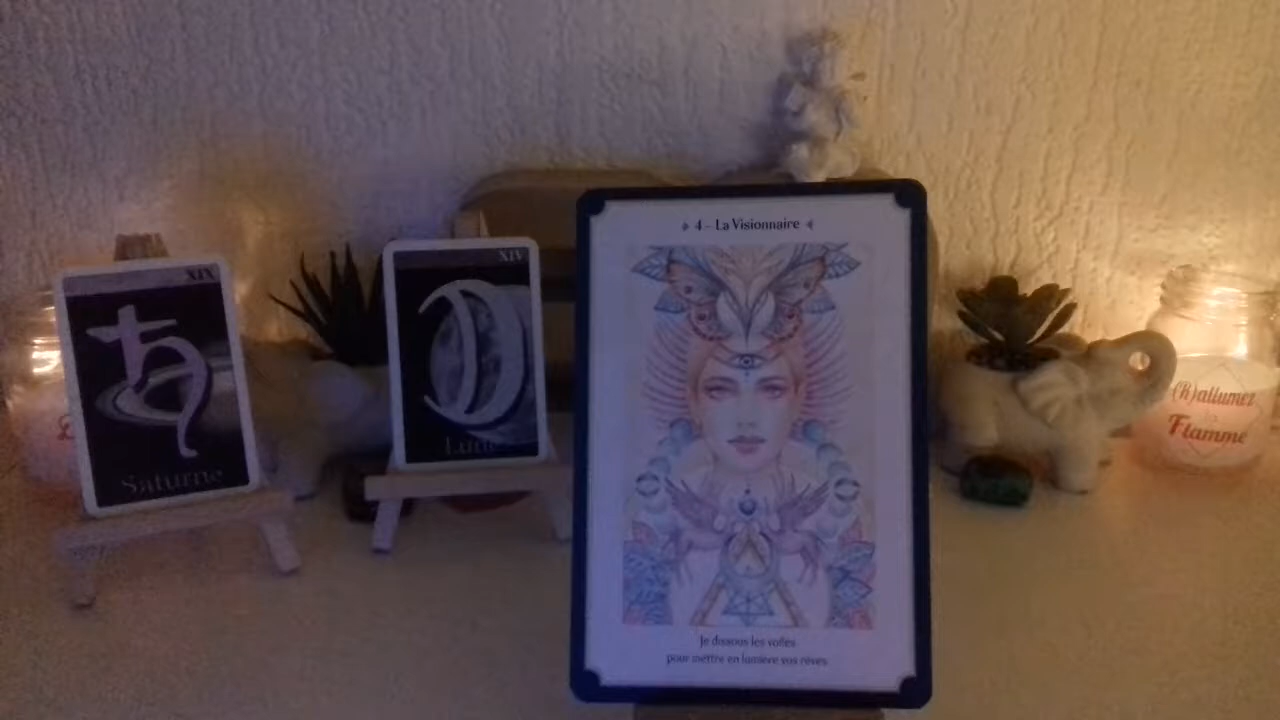 XIX
Saturne
XIV
Lune
4 - La Visionnaire
Je dissous les voiles
pour mettre en lumière vos rêves
(R)allumez
Flamme